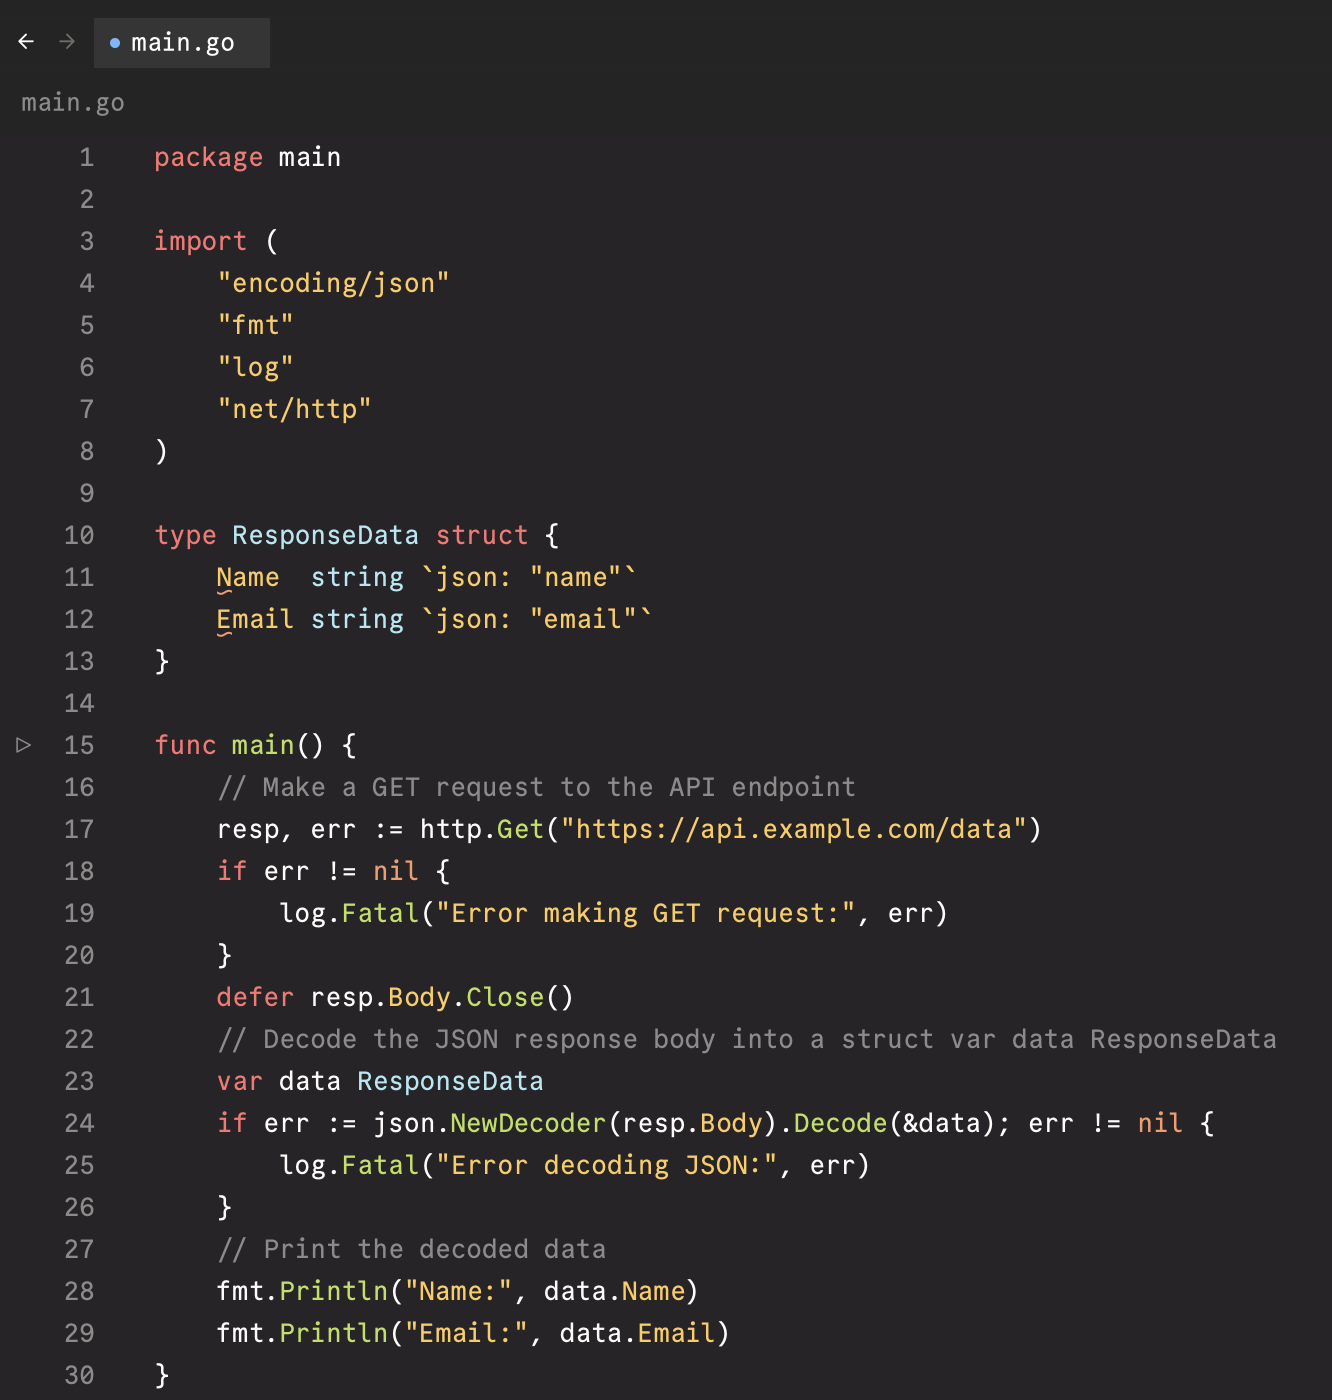 ← → • main.go
main.go
1 package main
2
3 import (
4     "encoding/json"
5     "fmt"
6     "log"
7     "net/http"
8 )
9
10 type ResponseData struct {
11     Name  string `json: "name"`
12     Email string `json: "email"`
13 }
14
15 func main() {
16     // Make a GET request to the API endpoint
17     resp, err := http.Get("https://api.example.com/data")
18     if err != nil {
19         log.Fatal("Error making GET request:", err)
20     }
21     defer resp.Body.Close()
22     // Decode the JSON response body into a struct var data ResponseData
23     var data ResponseData
24     if err := json.NewDecoder(resp.Body).Decode(&data); err != nil {
25         log.Fatal("Error decoding JSON:", err)
26     }
27     // Print the decoded data
28     fmt.Println("Name:", data.Name)
29     fmt.Println("Email:", data.Email)
30 }